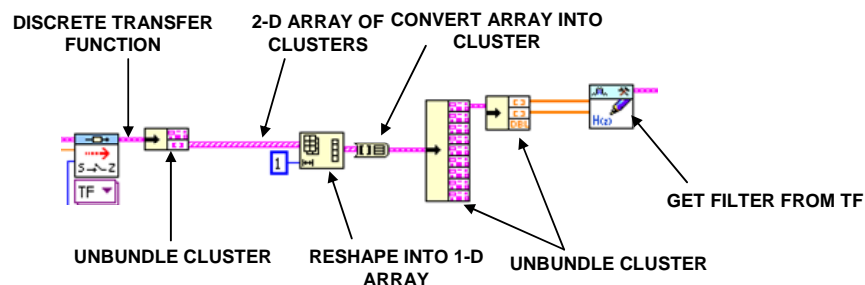 DISCRETE TRANSFER
FUNCTION
2-D ARRAY OF
CLUSTERS
CONVERT ARRAY INTO
CLUSTER
S
Z
TF
1
DBL
H(z)
GET FILTER FROM TF
UNBUNDLE CLUSTER
RESHAPE INTO 1-D
ARRAY
UNBUNDLE CLUSTER